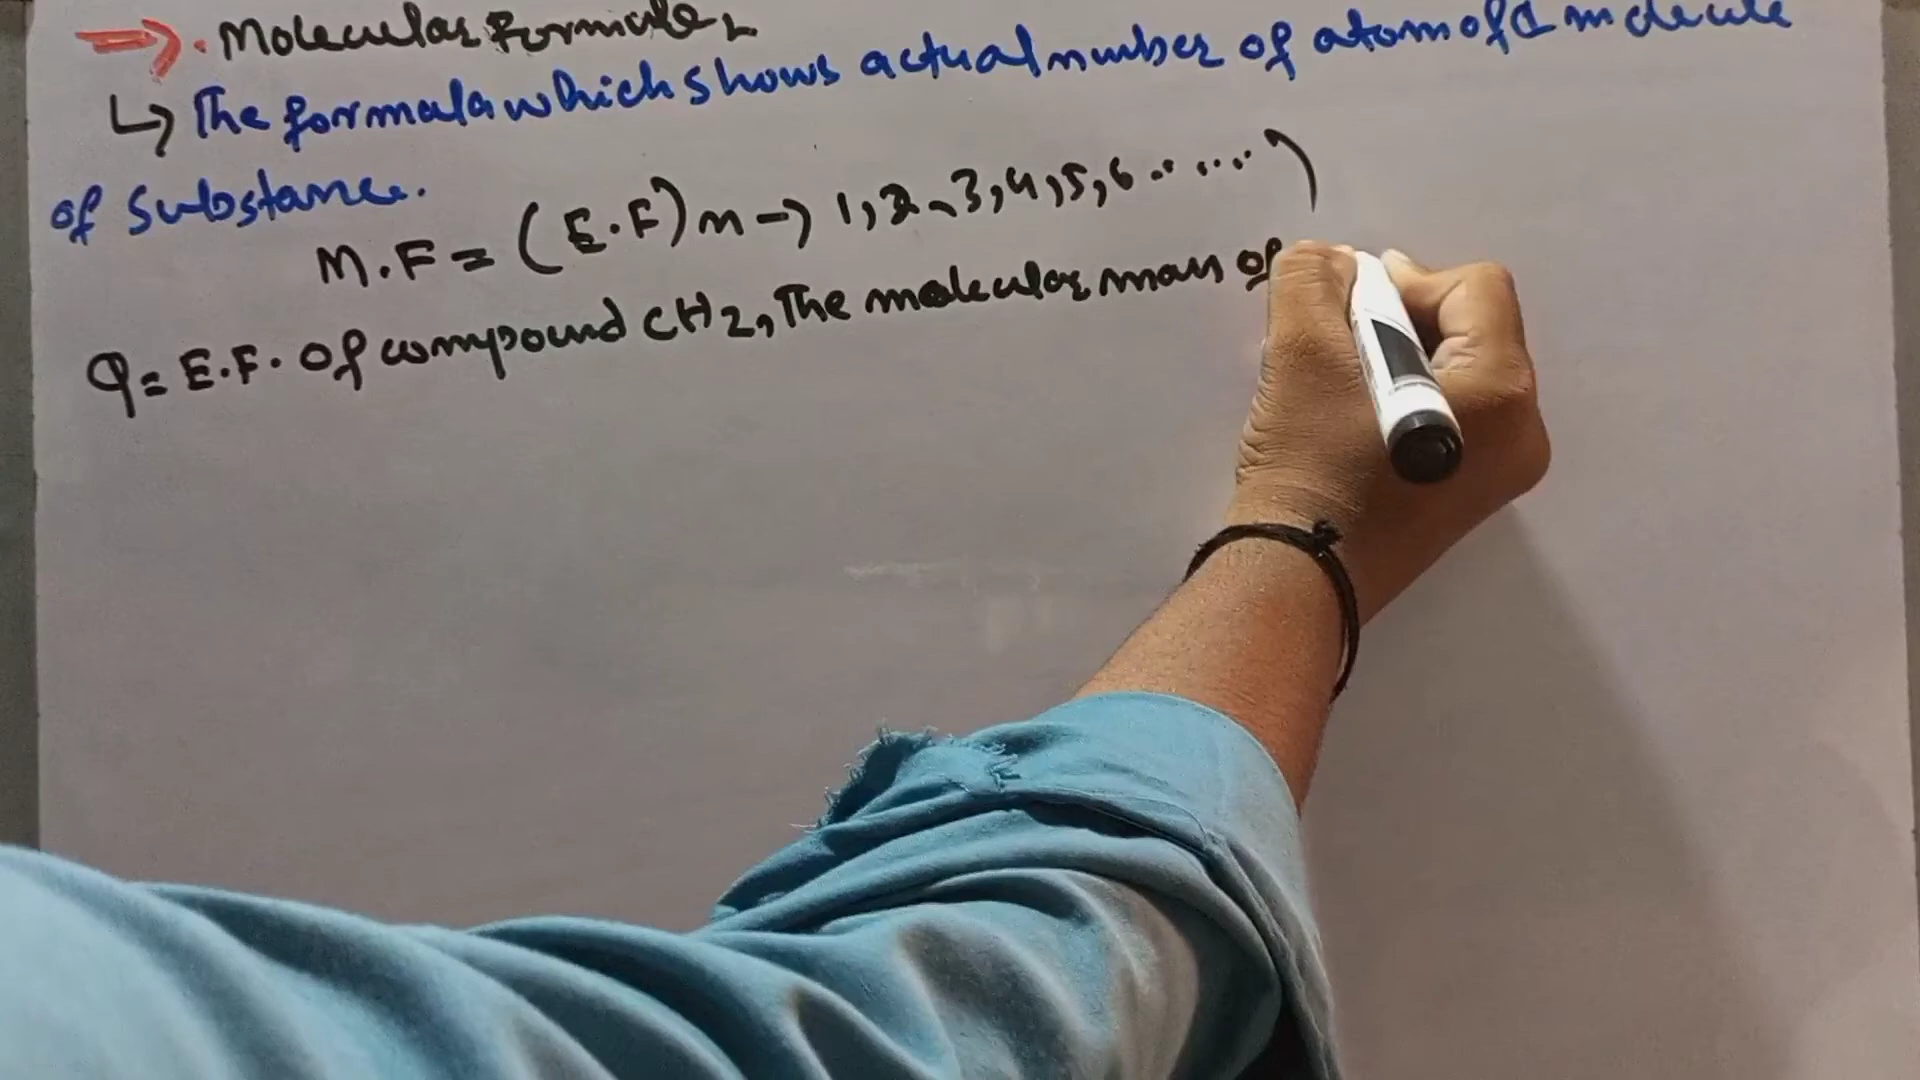 Molecular Formula
The formula which shows actual number of atom of a molecule
of substance.
M.F = (E.F)n → 1,2,3,4,5,6......)
Q= E.F. of compound CH2, The molecular mass of